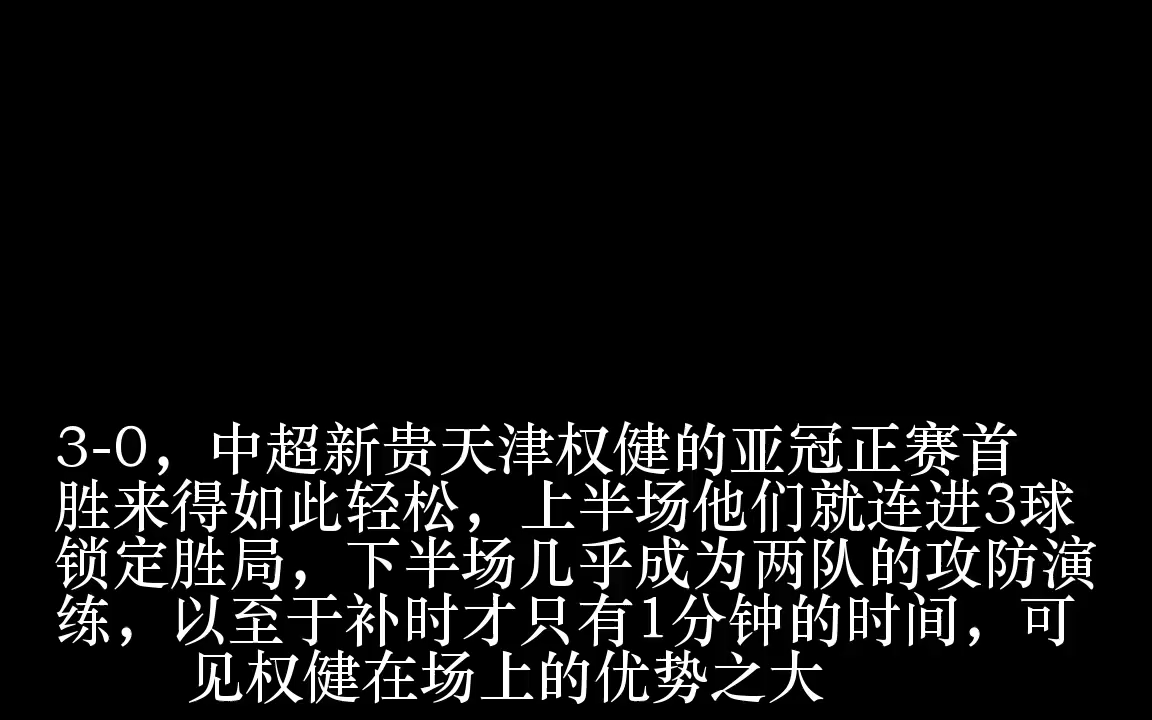 3-0，中超新贵天津权健的亚冠正赛首
胜来得如此轻松，上半场他们就连进3球
锁定胜局，下半场几乎成为两队的攻防演
练，以至于补时才只有1分钟的时间，可
见权健在场上的优势之大